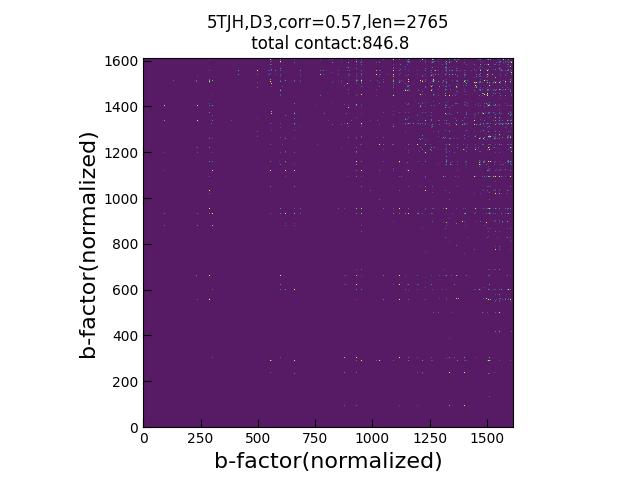 5TJH,D3,corr=0.57,len=2765
total contact:846.8
1600
1400
1200
1000
800
600
400
200
0
b-factor(normalized)
0 250 500 750 1000 1250 1500
b-factor(normalized)